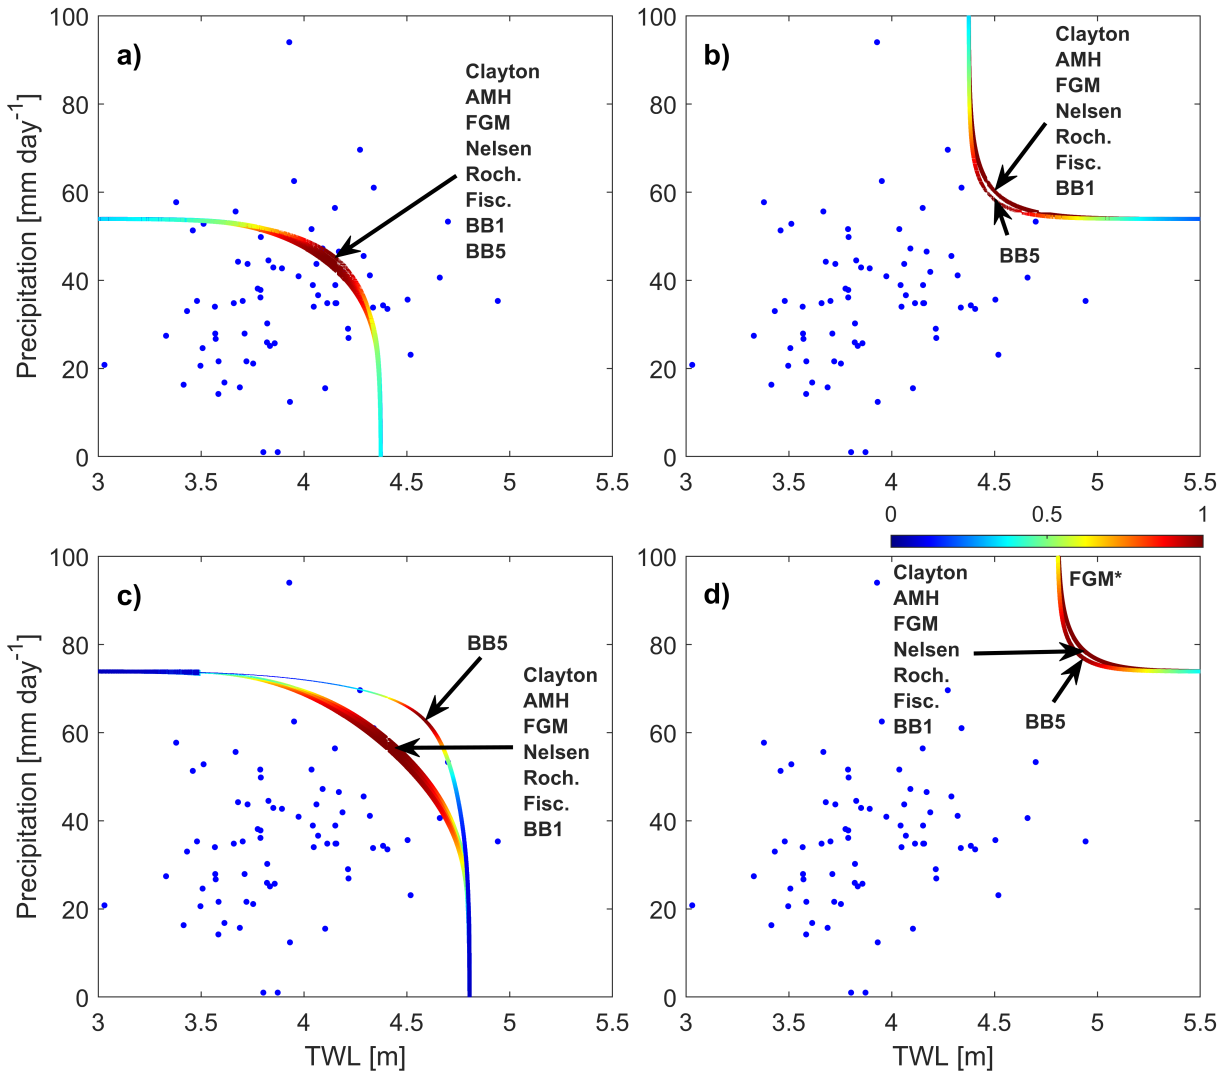 a)
Clayton
AMH
FGM
Nelsen
Roch.
Fisc.
BB1
BB5
100
80
60
40
20
0
3
3.5
4
4.5
5
5.5
Precipitation [mm day-1]
b)
Clayton
AMH
FGM
Nelsen
Roch.
Fisc.
BB1
BB5
100
80
60
40
20
0
3
3.5
4
4.5
5
5.5
0
0.5
1
c)
BB5
Clayton
AMH
FGM
Nelsen
Roch.
Fisc.
BB1
100
80
60
40
20
0
3
3.5
4
4.5
5
5.5
Precipitation [mm day-1]
TWL [m]
d)
Clayton
AMH
FGM
Nelsen
Roch.
Fisc.
BB1
FGM*
BB5
100
80
60
40
20
0
3
3.5
4
4.5
5
5.5
TWL [m]